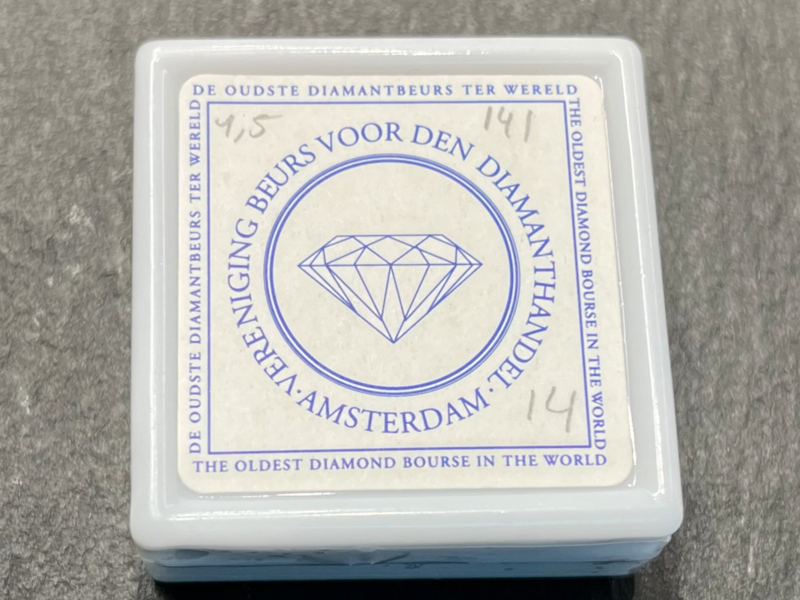 DE OUDSTE DIAMANTBEURS TER WERELD
THE OLDEST DIAMOND BOURSE IN THE WORLD
DE OUDSTE DIAMANTBEURS TER WERELD
4,5
141
VERENIGING BEURS VOOR DEN DIAMANTHANDEL
· AMSTERDAM ·
14
THE OLDEST DIAMOND BOURSE IN THE WORLD